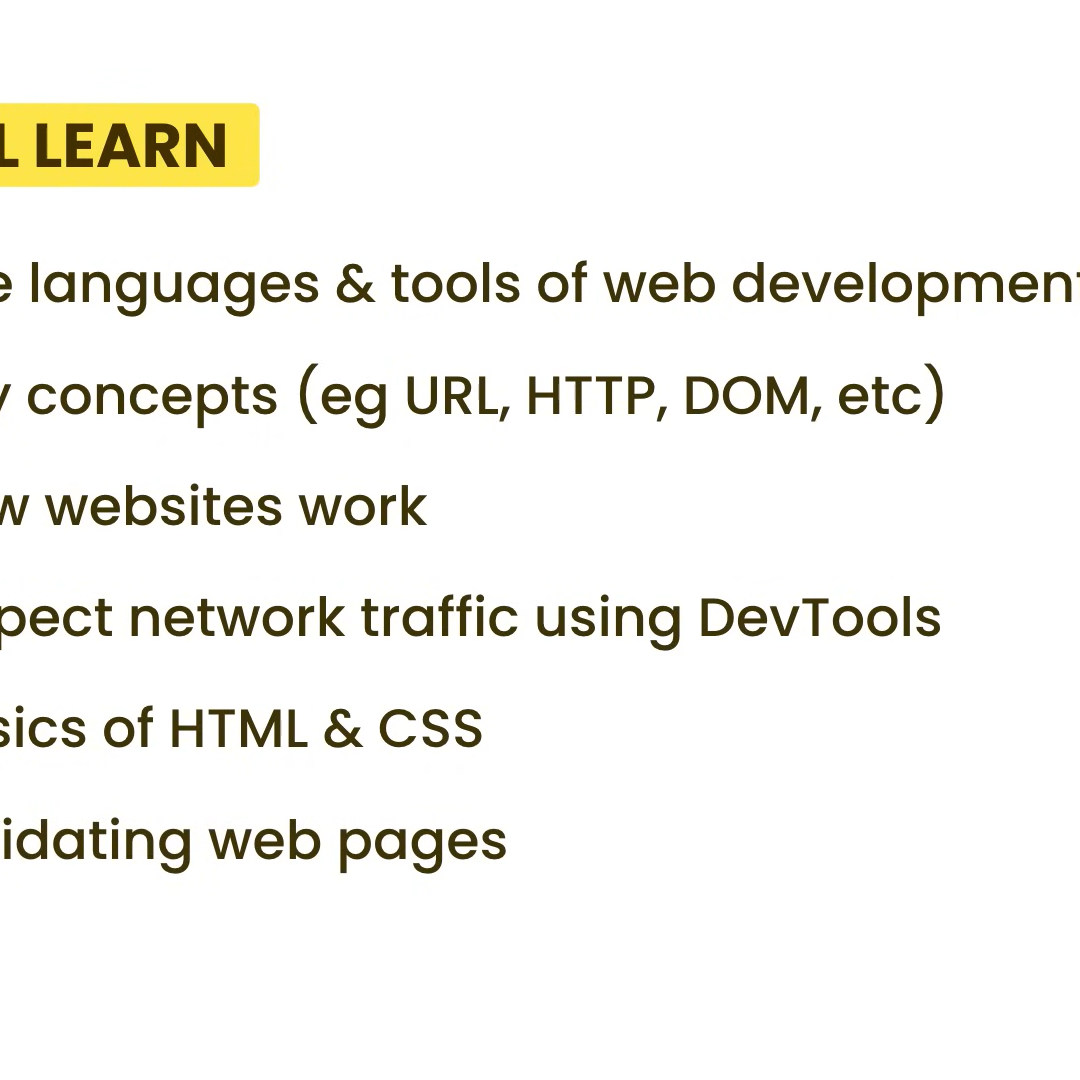 L LEARN
e languages & tools of web development
y concepts (eg URL, HTTP, DOM, etc)
w websites work
pect network traffic using DevTools
sics of HTML & CSS
idating web pages